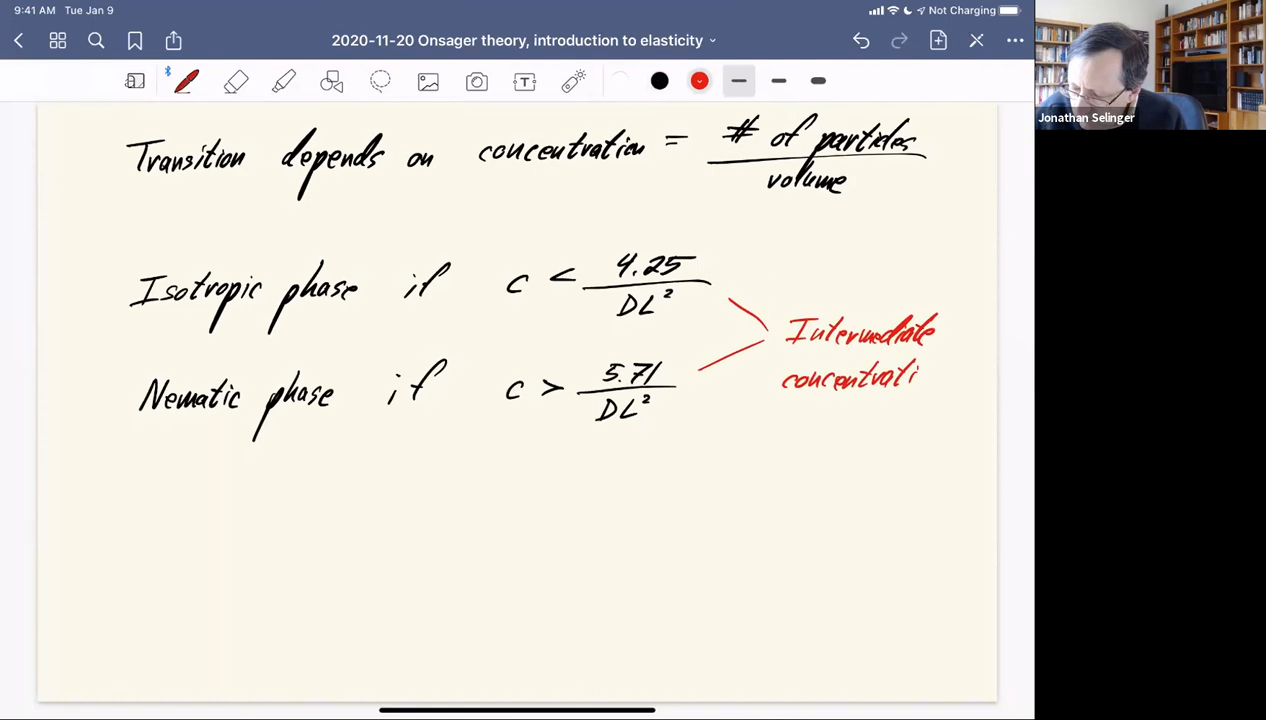 9:41 AM Tue Jan 9
Not Charging
2020-11-20 Onsager theory, introduction to elasticity
T
Jonathan Selinger
Transition depends on concentration = # of particles
volume
Isotropic phase if c < 4.25
DL²
Intermediate
concentrati
Nematic phase if c > 5.71
DL²